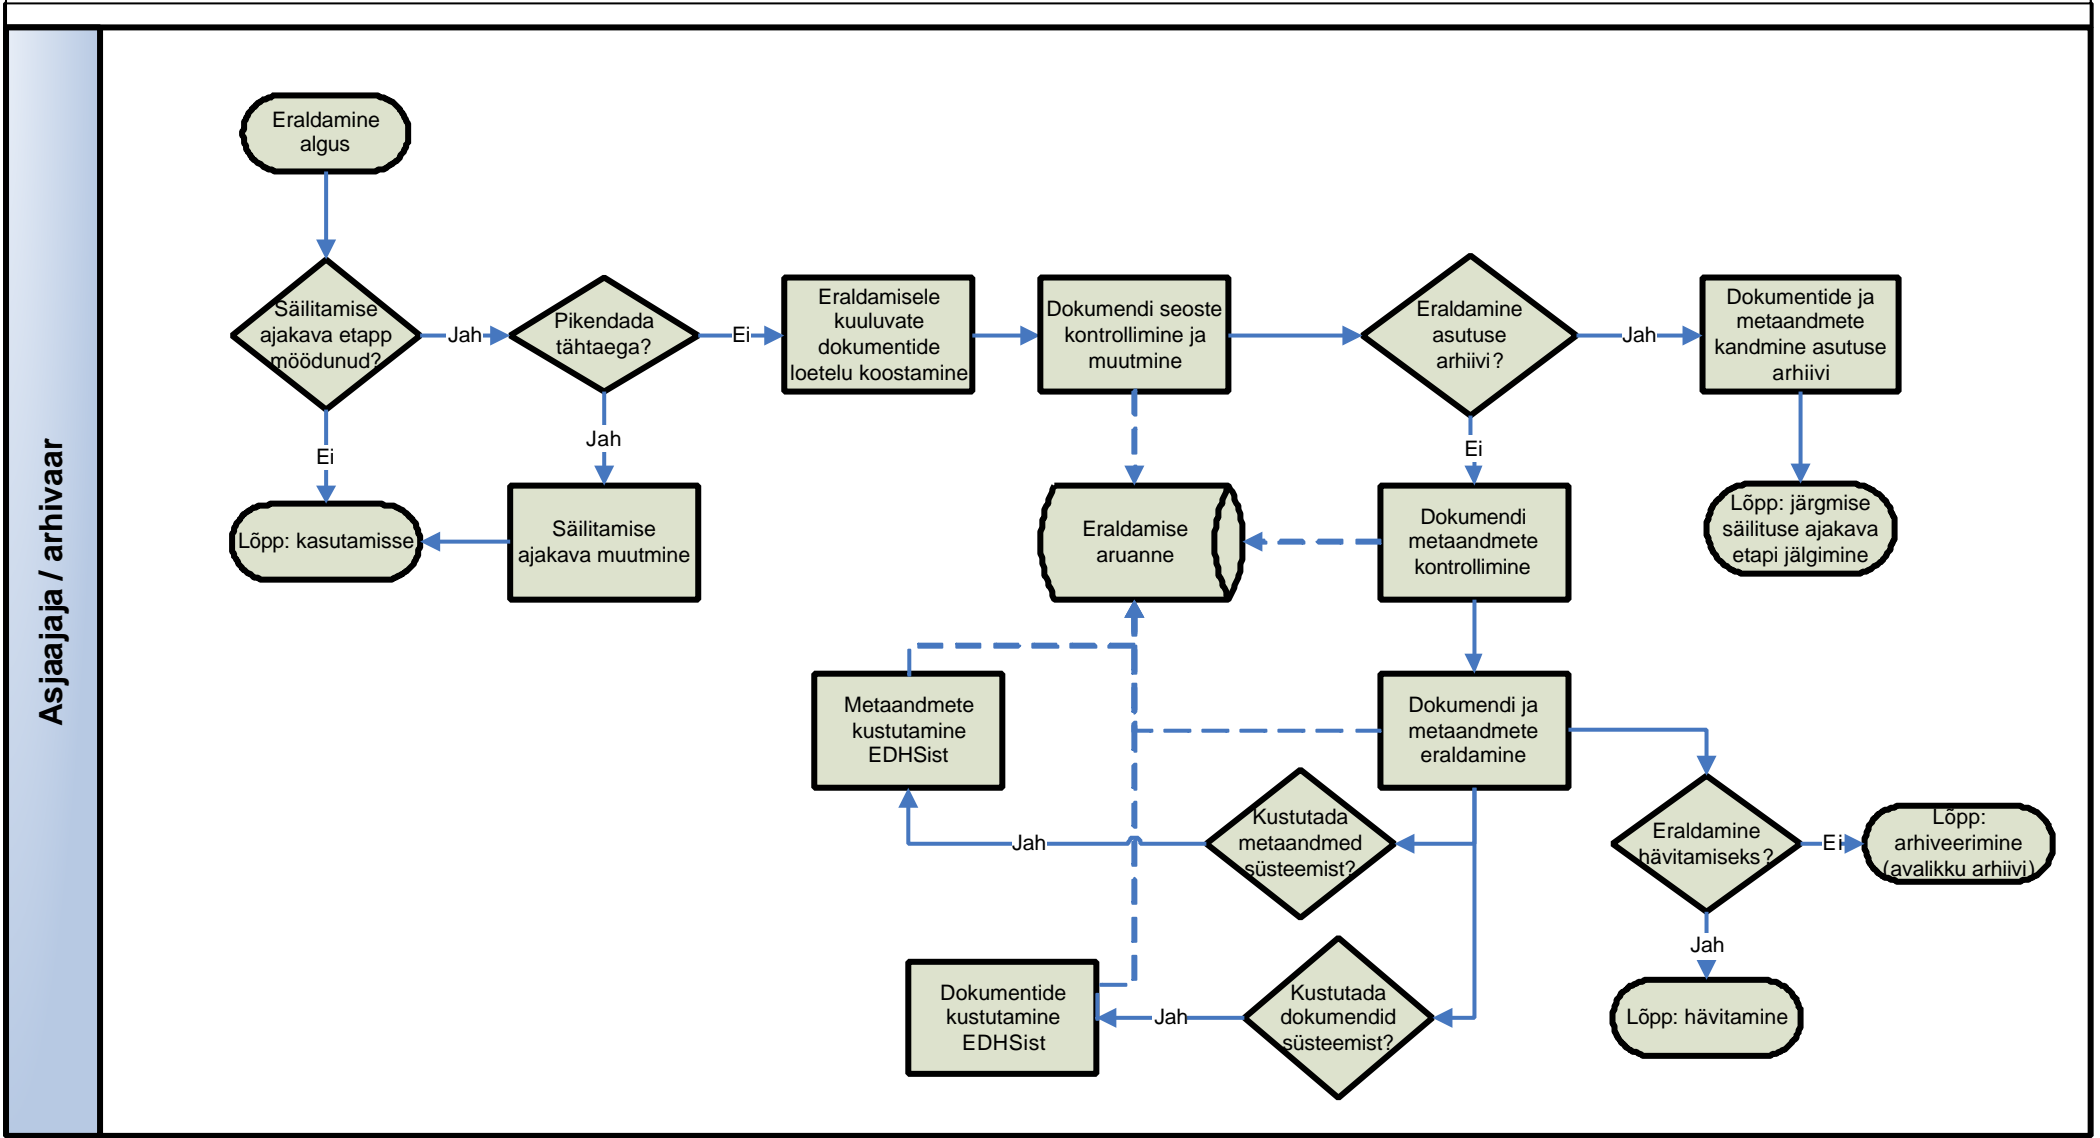 Asjaajaja / arhivaar
Eraldamine
algus
Säilitamise
ajakava etapp
möödunud?
Jah
Pikendada
tähtaega?
Ei
Eraldamisele
kuuluvate
dokumentide
loetelu koostamine
Dokumendi seoste
kontrollimine ja
muutmine
Eraldamine
asutuse
arhiivi?
Jah
Dokumentide ja
metaandmete
kandmine asutuse
arhiivi
Ei
Jah
Ei
Lõpp: kasutamisse
Säilitamise
ajakava muutmine
Eraldamise
aruanne
Dokumendi
metaandmete
kontrollimine
Lõpp: järgmise
säilituse ajakava
etapi jälgimine
Metaandmete
kustutamine
EDHSist
Dokumendi ja
metaandmete
eraldamine
Jah
Kustutada
metaandmed
süsteemist?
Eraldamine
hävitamiseks?
Ei
Lõpp:
arhiveerimine
(avalikku arhiivi)
Jah
Dokumentide
kustutamine
EDHSist
Jah
Kustutada
dokumendid
süsteemist?
Lõpp: hävitamine